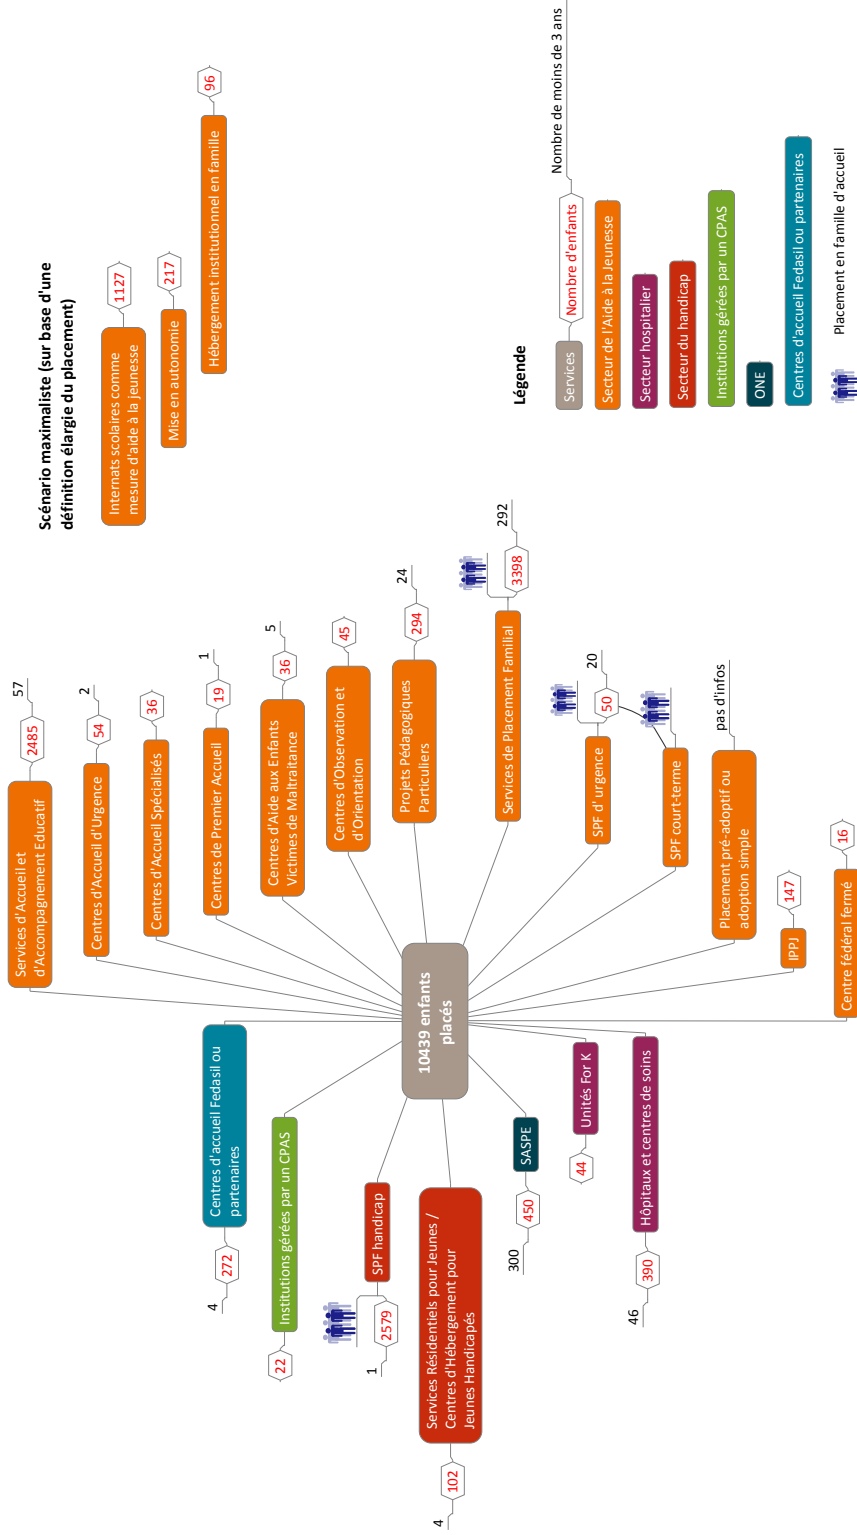 Services d'Accueil et
d'Accompagnement Educatif
2485
57
Centres d'Accueil d'Urgence
54
2
Centres d'Accueil Spécialisés
36
Centres de Premier Accueil
19
1
Centres d'Aide aux Enfants
Victimes de Maltraitance
36
5
Centres d'Observation et
d'Orientation
45
Projets Pédagogiques
Particuliers
294
24
Services de Placement Familial
3398
292
SPF d' urgence
50
20
SPF court-terme
Placement pré-adoptif ou
adoption simple
pas d'infos
IPPJ
147
Centre fédéral fermé
16
10439 enfants
placés
Centres d'accueil Fedasil ou
partenaires
272
4
Institutions gérées par un CPAS
22
SPF handicap
2579
1
Services Résidentiels pour Jeunes /
Centres d'Hébergement pour
Jeunes Handicapés
102
4
SASPE
450
300
Unités For K
44
Hôpitaux et centres de soins
390
46
Scénario maximaliste (sur base d'une
définition élargie du placement)
Internats scolaires comme
mesure d'aide à la jeunesse
1127
Mise en autonomie
217
Hébergement institutionnel en famille
96
Légende
Services
Nombre d'enfants
Nombre de moins de 3 ans
Secteur de l'Aide à la Jeunesse
Secteur hospitalier
Secteur du handicap
Institutions gérées par un CPAS
ONE
Centres d'accueil Fedasil ou partenaires
Placement en famille d'accueil